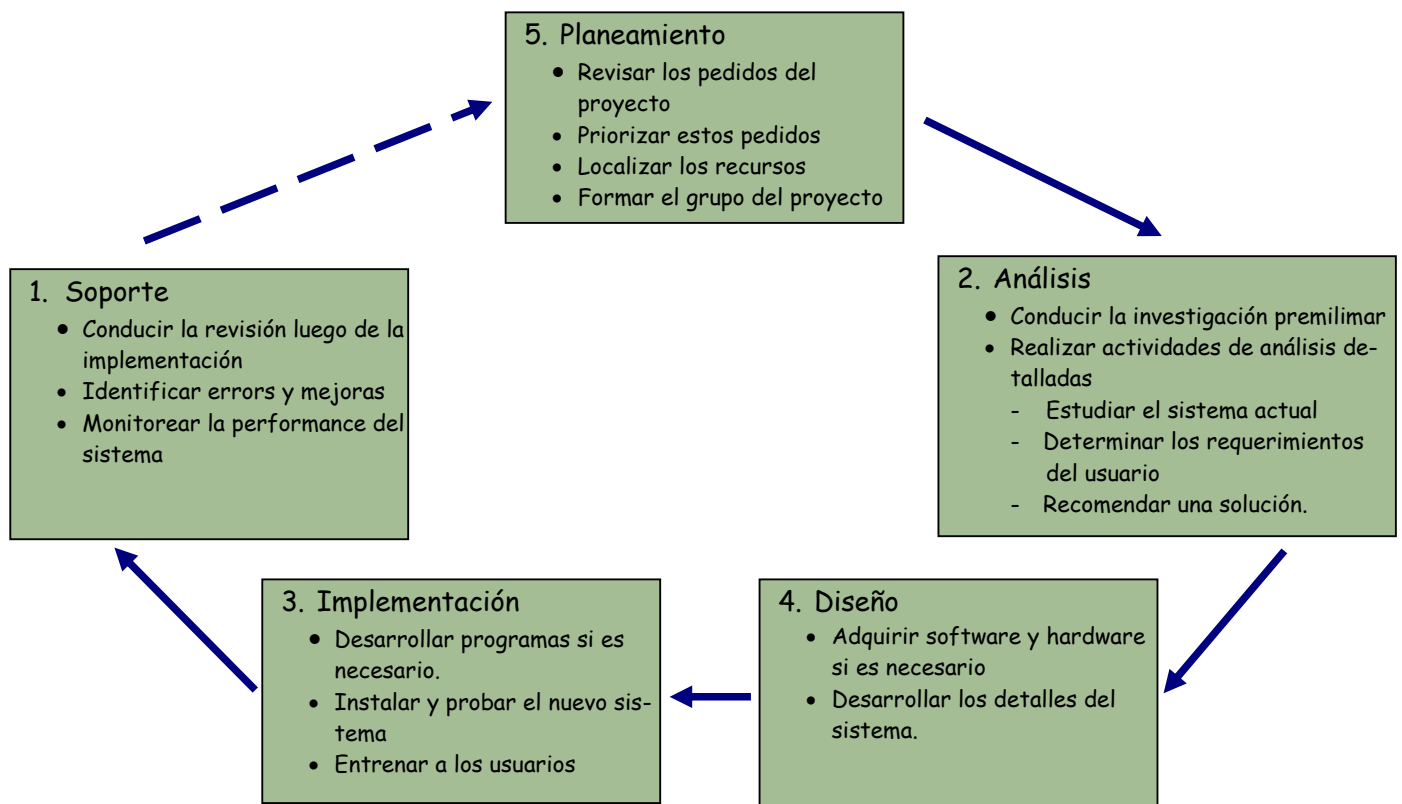 5. Planeamiento
• Revisar los pedidos del
proyecto
• Priorizar estos pedidos
• Localizar los recursos
• Formar el grupo del proyecto
1. Soporte
• Conducir la revisión luego de la
implementación
• Identificar errors y mejoras
• Monitorear la performance del
sistema
2. Análisis
• Conducir la investigación premilimar
• Realizar actividades de análisis de-
talladas
- Estudiar el sistema actual
- Determinar los requerimientos
del usuario
- Recomendar una solución.
3. Implementación
• Desarrollar programas si es
necesario.
• Instalar y probar el nuevo sis-
tema
• Entrenar a los usuarios
4. Diseño
• Adquirir software y hardware
si es necesario
• Desarrollar los detalles del
sistema.